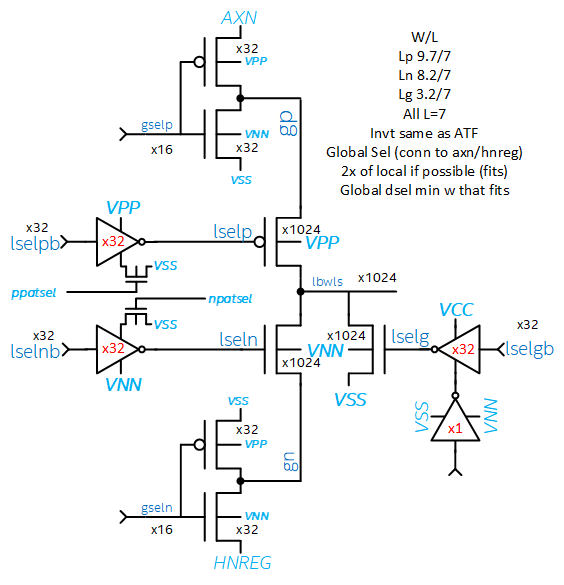 AXN
W/L
x32
Lp 9.7/7
VPP
Ln 8.2/7
Lg 3.2/7
gselp
gp
All L=7
VNN
Invt same as ATF
x16
x32
Global Sel (conn to axn/hnreg)
VSS
2x of local if possible (fits)
Global dsel min w that fits
VPP
x32
lselpb
x32
lselp
x1024
VPP
VSS
ppatsel
lbwls
x1024
npatsel
VSS
x32
lselnb
x32
lseln
VNN
x1024
VNN
x1024
lselg
VSS
VCC
x32
x32
lselgb
VSS
x1
VNN
VSS
x32
VPP
gn
gseln
x16
VNN
x32
HNREG